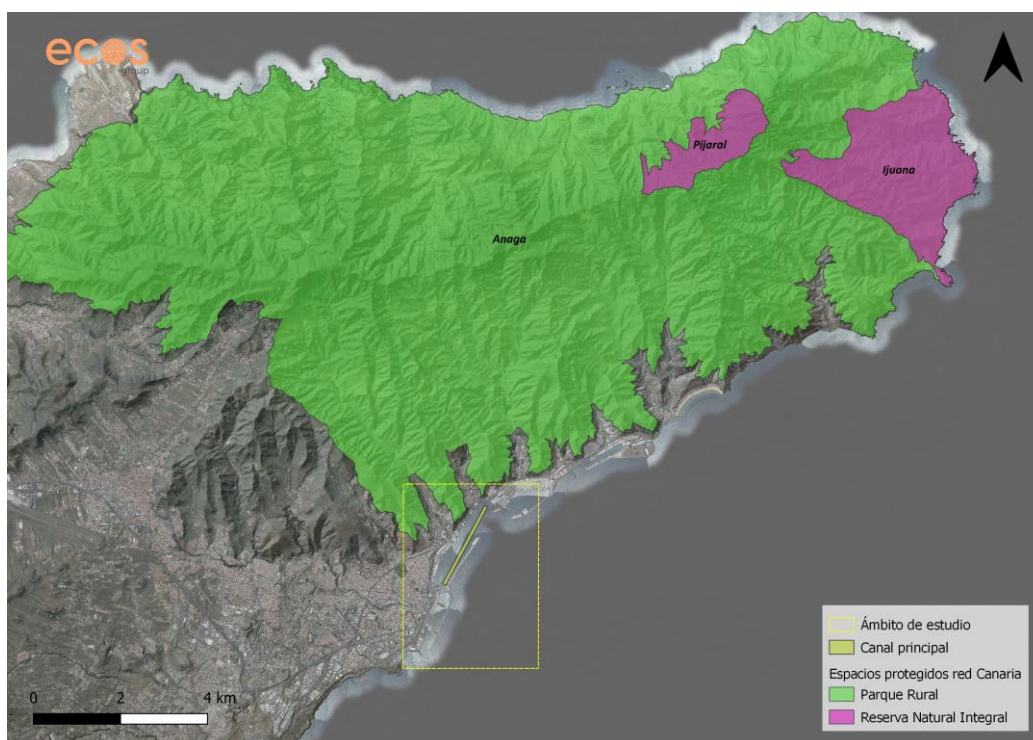 ecos
group
Pijaral
Ijuana
Anaga
Ámbito de estudio
Canal principal
Espacios protegidos red Canaria
Parque Rural
Reserva Natural Integral
0 2 4 km